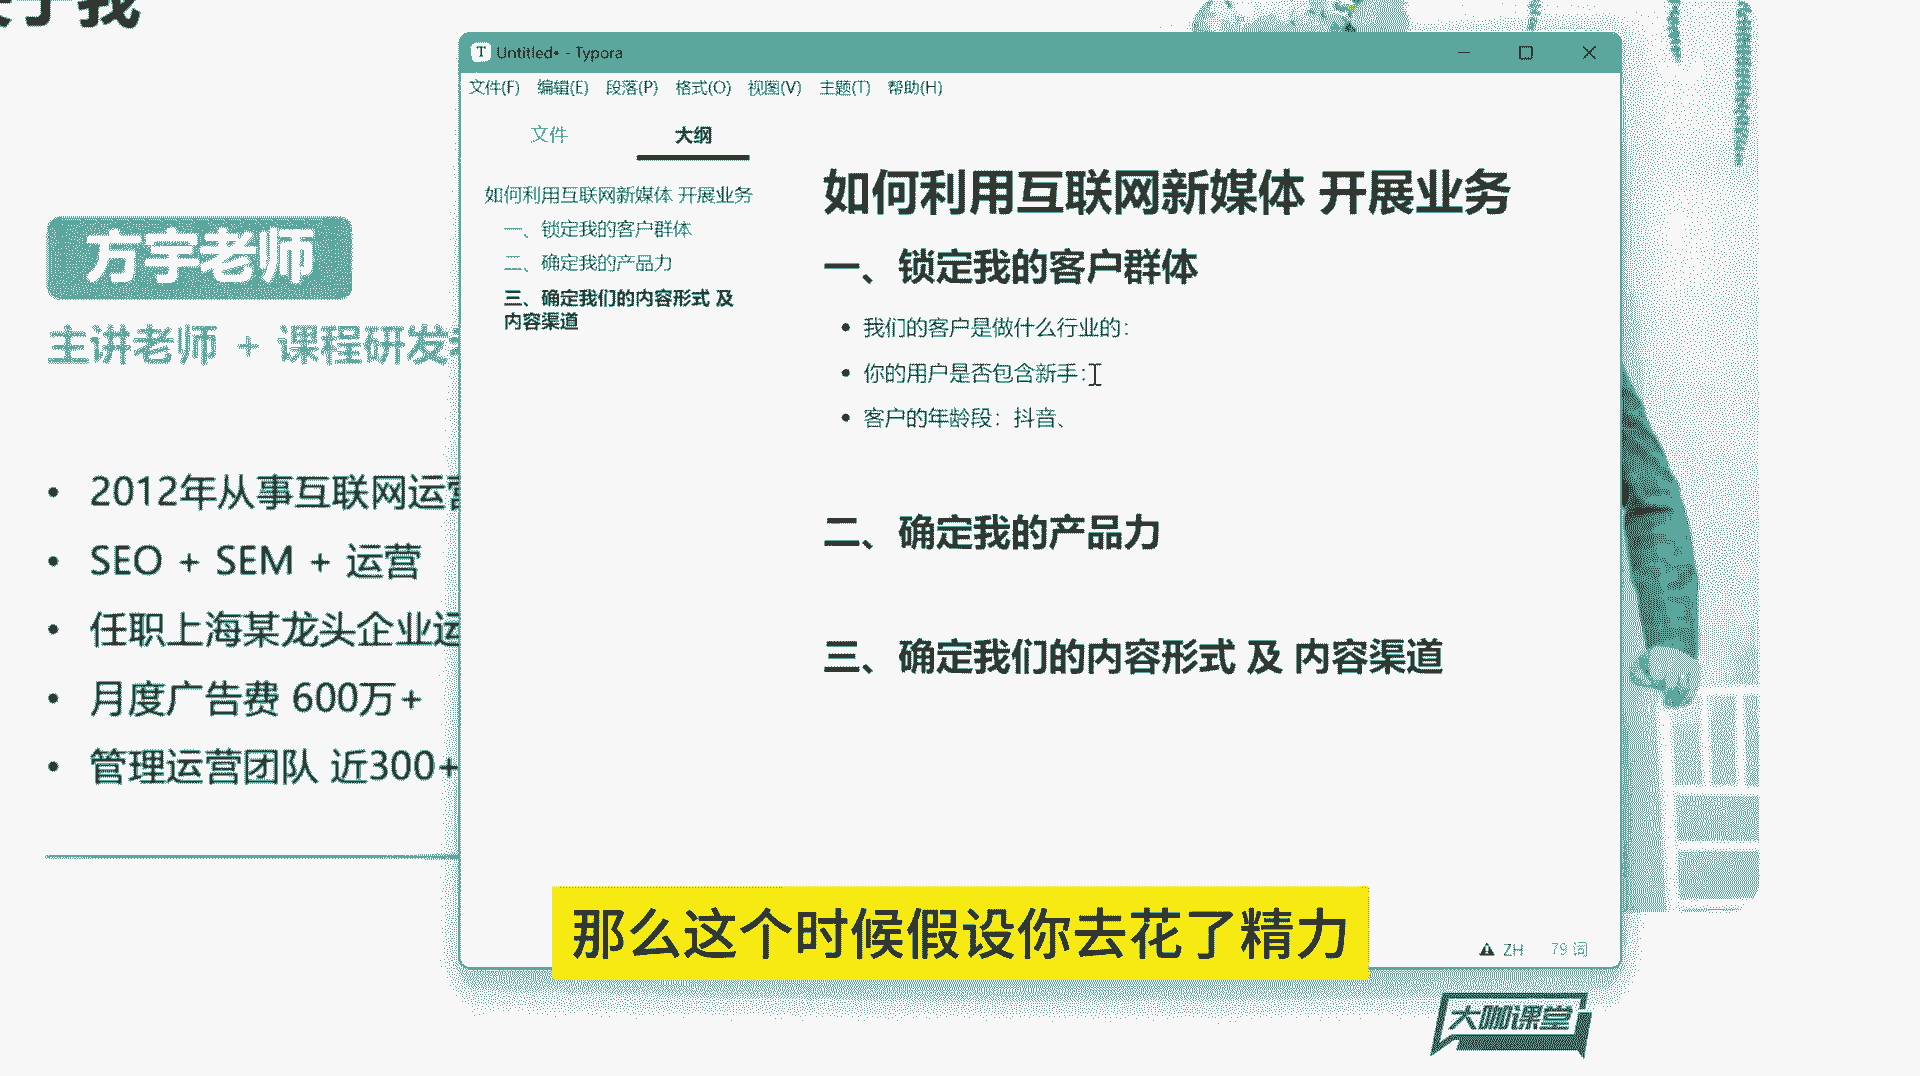 于我
方宇老师
主讲老师 + 课程研发
• 2012年从事互联网运营
• SEO + SEM + 运营
• 任职上海某龙头企业运
• 月度广告费 600万+
• 管理运营团队 近300+
Untitled• - Typora
文件(F) 编辑(E) 段落(P) 格式(O) 视图(V) 主题(T) 帮助(H)
文件 大纲
如何利用互联网新媒体 开展业务
一、锁定我的客户群体
二、确定我的产品力
三、确定我们的内容形式 及
内容渠道
如何利用互联网新媒体 开展业务
一、锁定我的客户群体
• 我们的客户是做什么行业的：
• 你的用户是否包含新手：
• 客户的年龄段：抖音、
二、确定我的产品力
三、确定我们的内容形式 及 内容渠道
那么这个时候假设你去花了精力
ZH 79 词
大咖课堂